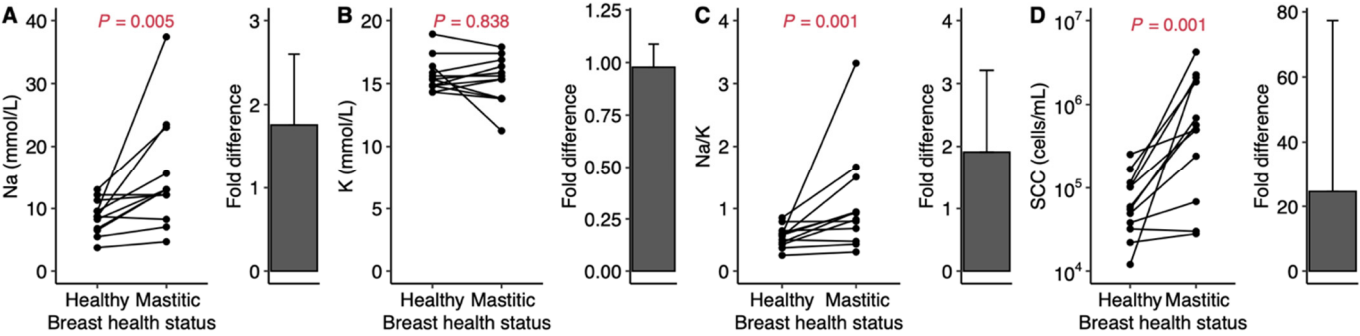 A
P = 0.005
Na (mmol/L)
40
30
20
10
0
Healthy Mastitic
Breast health status
Fold difference
3
2
1
0
B
P = 0.838
K (mmol/L)
20
15
10
5
0
Healthy Mastitic
Breast health status
Fold difference
1.25
1.00
0.75
0.50
0.25
0.00
C
P = 0.001
Na/K
4
3
2
1
0
Healthy Mastitic
Breast health status
Fold difference
4
3
2
1
0
D
P = 0.001
SCC (cells/mL)
10⁷
10⁶
10⁵
10⁴
Healthy Mastitic
Breast health status
Fold difference
80
60
40
20
0